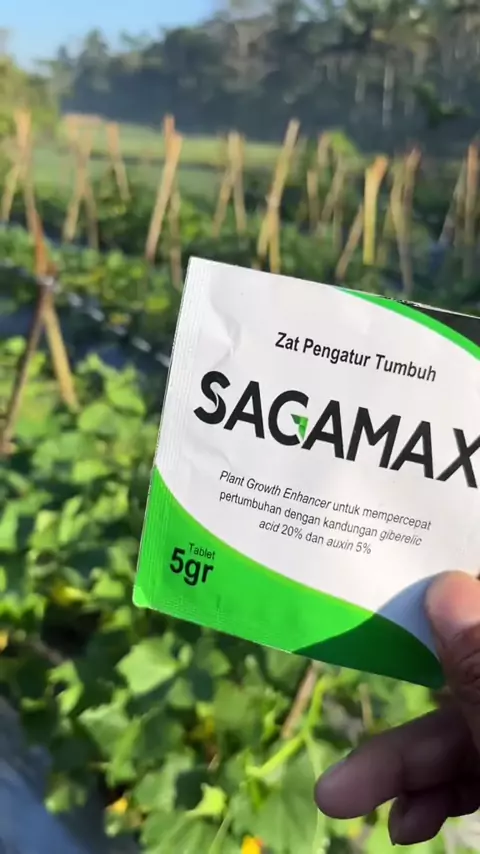 Zat Pengatur Tumbuh
SAGAMAX
Plant Growth Enhancer untuk mempercepat
pertumbuhan dengan kandungan giberelic
acid 20% dan auxin 5%
Tablet
5gr